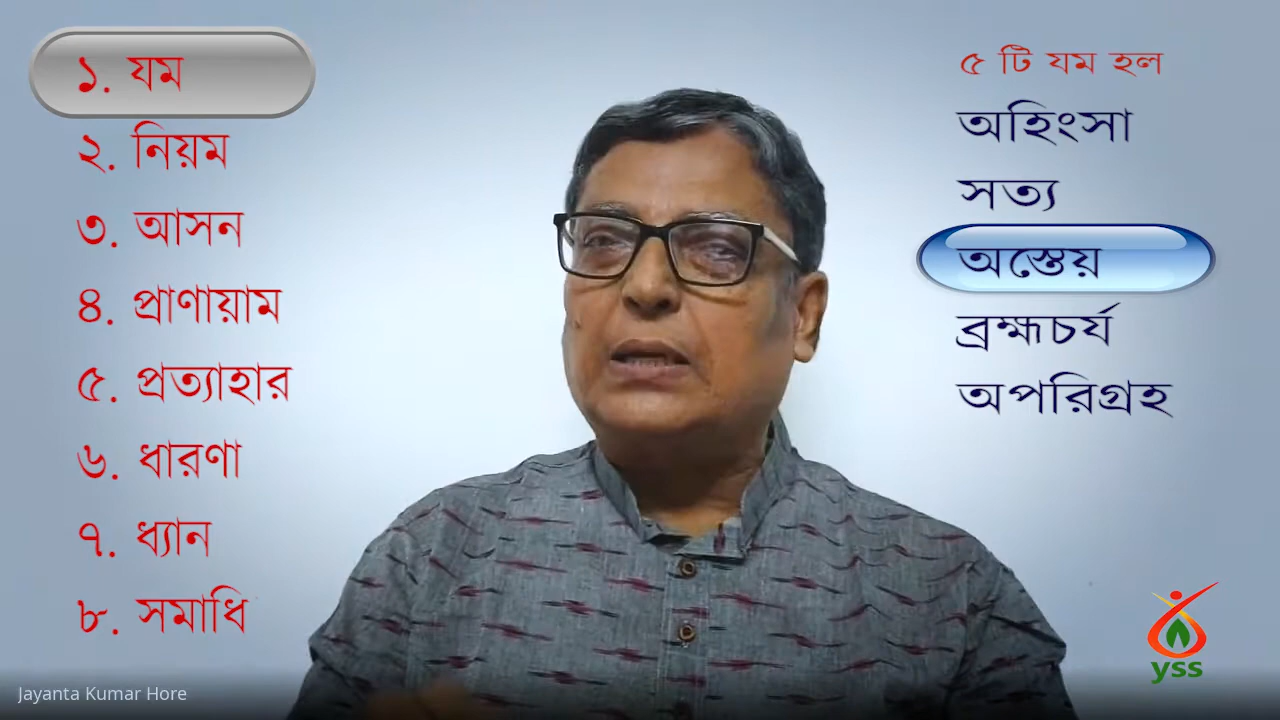 ১. যম
২. নিয়ম
৩. আসন
৪. প্রাণায়াম
৫. প্রত্যাহার
৬. ধারণা
৭. ধ্যান
৮. সমাধি
৫ টি যম হল
অহিংসা
সত্য
অস্তেয়
ব্রহ্মচর্য
অপরিগ্রহ
yss
Jayanta Kumar Hore